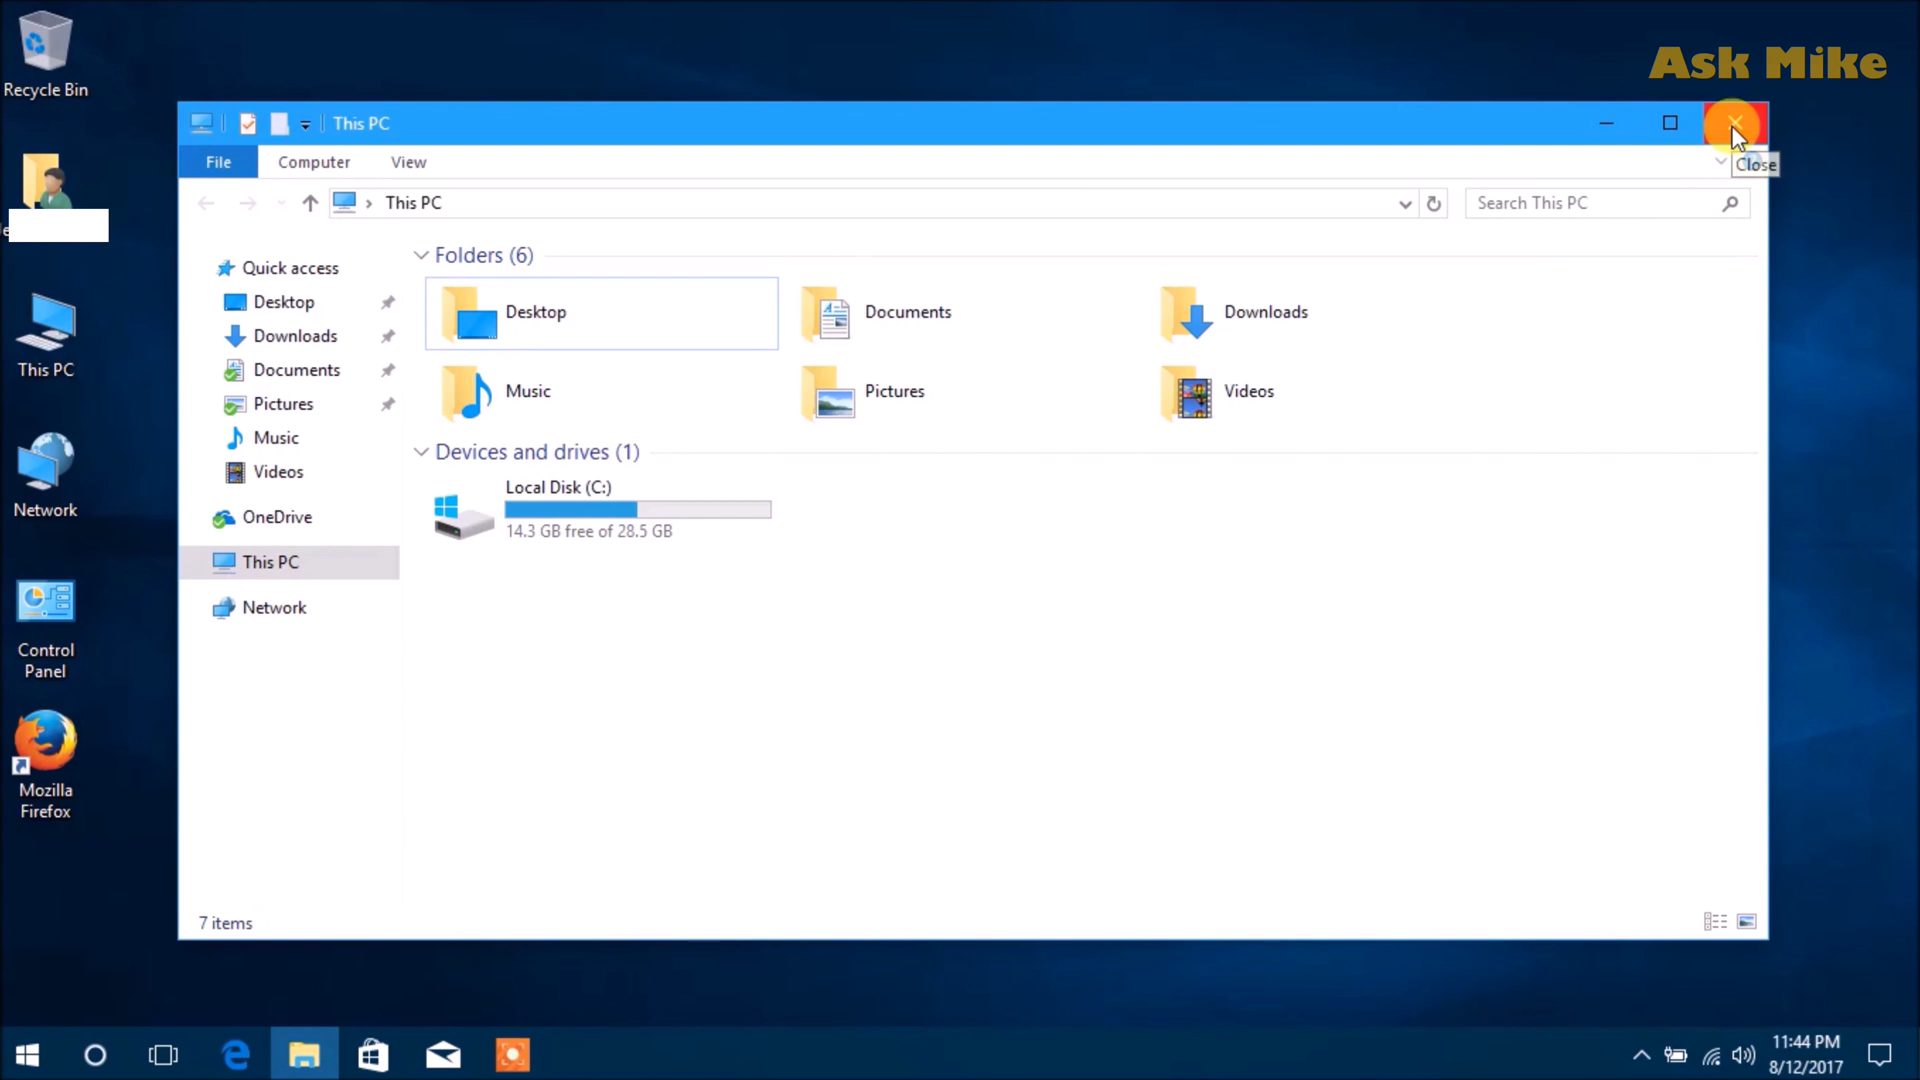 Ask Mike
Recycle Bin
This PC
Network
Control
Panel
Mozilla
Firefox
This PC
File Computer View
Close
This PC
Search This PC
Quick access
Desktop
Downloads
Documents
Pictures
Music
Videos
OneDrive
This PC
Network
Folders (6)
Desktop Documents Downloads
Music Pictures Videos
Devices and drives (1)
Local Disk (C:)
14.3 GB free of 28.5 GB
7 items
11:44 PM
8/12/2017